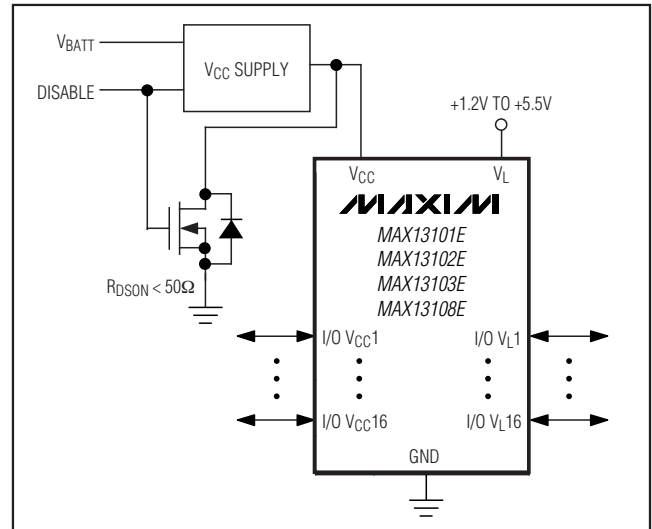 VBATT
VCC SUPPLY
DISABLE
+1.2V TO +5.5V
VCC
VL
MAXIM
MAX13101E
MAX13102E
MAX13103E
MAX13108E
RDSON < 50Ω
I/O VCC1
I/O VL1
I/O VCC16
I/O VL16
GND